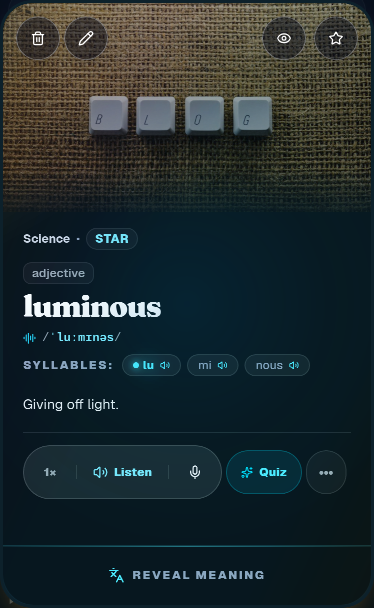 B L O G
Science · STAR
adjective
luminous
/ˈluːmɪnəs/
SYLLABLES: lu mi nous
Giving off light.
1× Listen Quiz
REVEAL MEANING